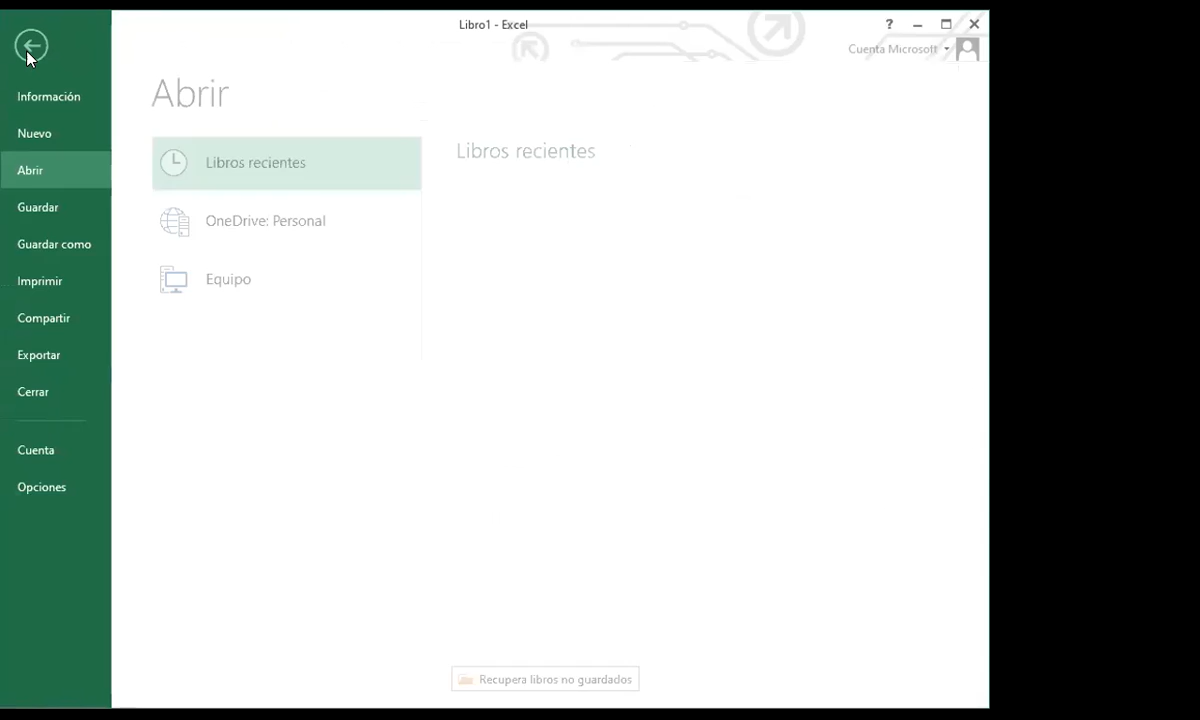 Libro1 - Excel
?
Cuenta Microsoft
Información
Nuevo
Abrir
Guardar
Guardar como
Imprimir
Compartir
Exportar
Cerrar
Cuenta
Opciones
Abrir
Libros recientes
OneDrive: Personal
Equipo
Libros recientes
Recupera libros no guardados